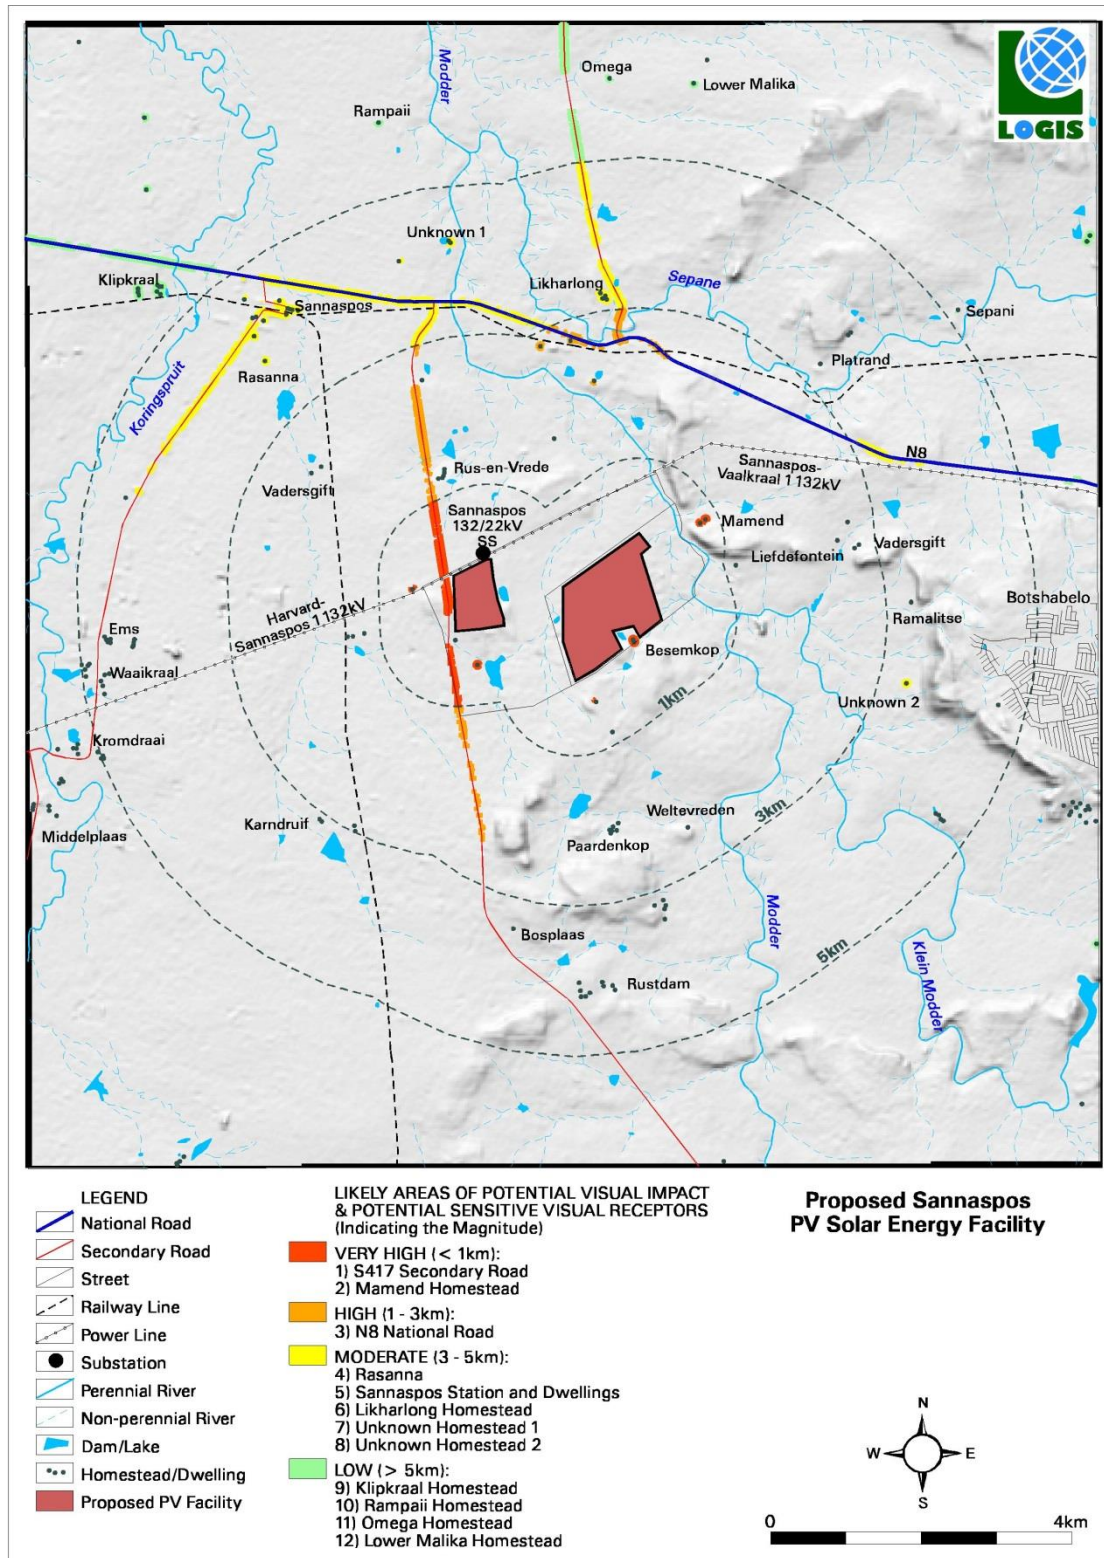 Modder
Omega
Lower Malika
LOGIS
Rampaii
Unknown 1
Klipkraal
Sannaspos
Likharlong
Sepane
Sepani
Rasanna
Platrand
Koringspruit
N8
Rus-en-Vrede
Vadersgift
Sannaspos-
Vaalkraal 1 132kV
Sannaspos
132/22kV
SS
Mamend
Liefdefontein
Vadersgift
Harvard-
Sannaspos 1 132kV
Ramalitse
Botshabelo
Ems
Waaikraal
Besemkop
1km
Unknown 2
Kromdraai
Middelplaas
Karndruif
Weltevreden
3km
Paardenkop
Bosplaas
Modder
5km
Klein Modder
Rustdam
LEGEND
National Road
Secondary Road
Street
Railway Line
Power Line
Substation
Perennial River
Non-perennial River
Dam/Lake
Homestead/Dwelling
Proposed PV Facility
LIKELY AREAS OF POTENTIAL VISUAL IMPACT
& POTENTIAL SENSITIVE VISUAL RECEPTORS
(Indicating the Magnitude)
VERY HIGH (< 1km):
1) S417 Secondary Road
2) Mamend Homestead
HIGH (1 - 3km):
3) N8 National Road
MODERATE (3 - 5km):
4) Rasanna
5) Sannaspos Station and Dwellings
6) Likharlong Homestead
7) Unknown Homestead 1
8) Unknown Homestead 2
LOW (> 5km):
9) Klipkraal Homestead
10) Rampaii Homestead
11) Omega Homestead
12) Lower Malika Homestead
Proposed Sannaspos
PV Solar Energy Facility
N
W
E
S
0
4km